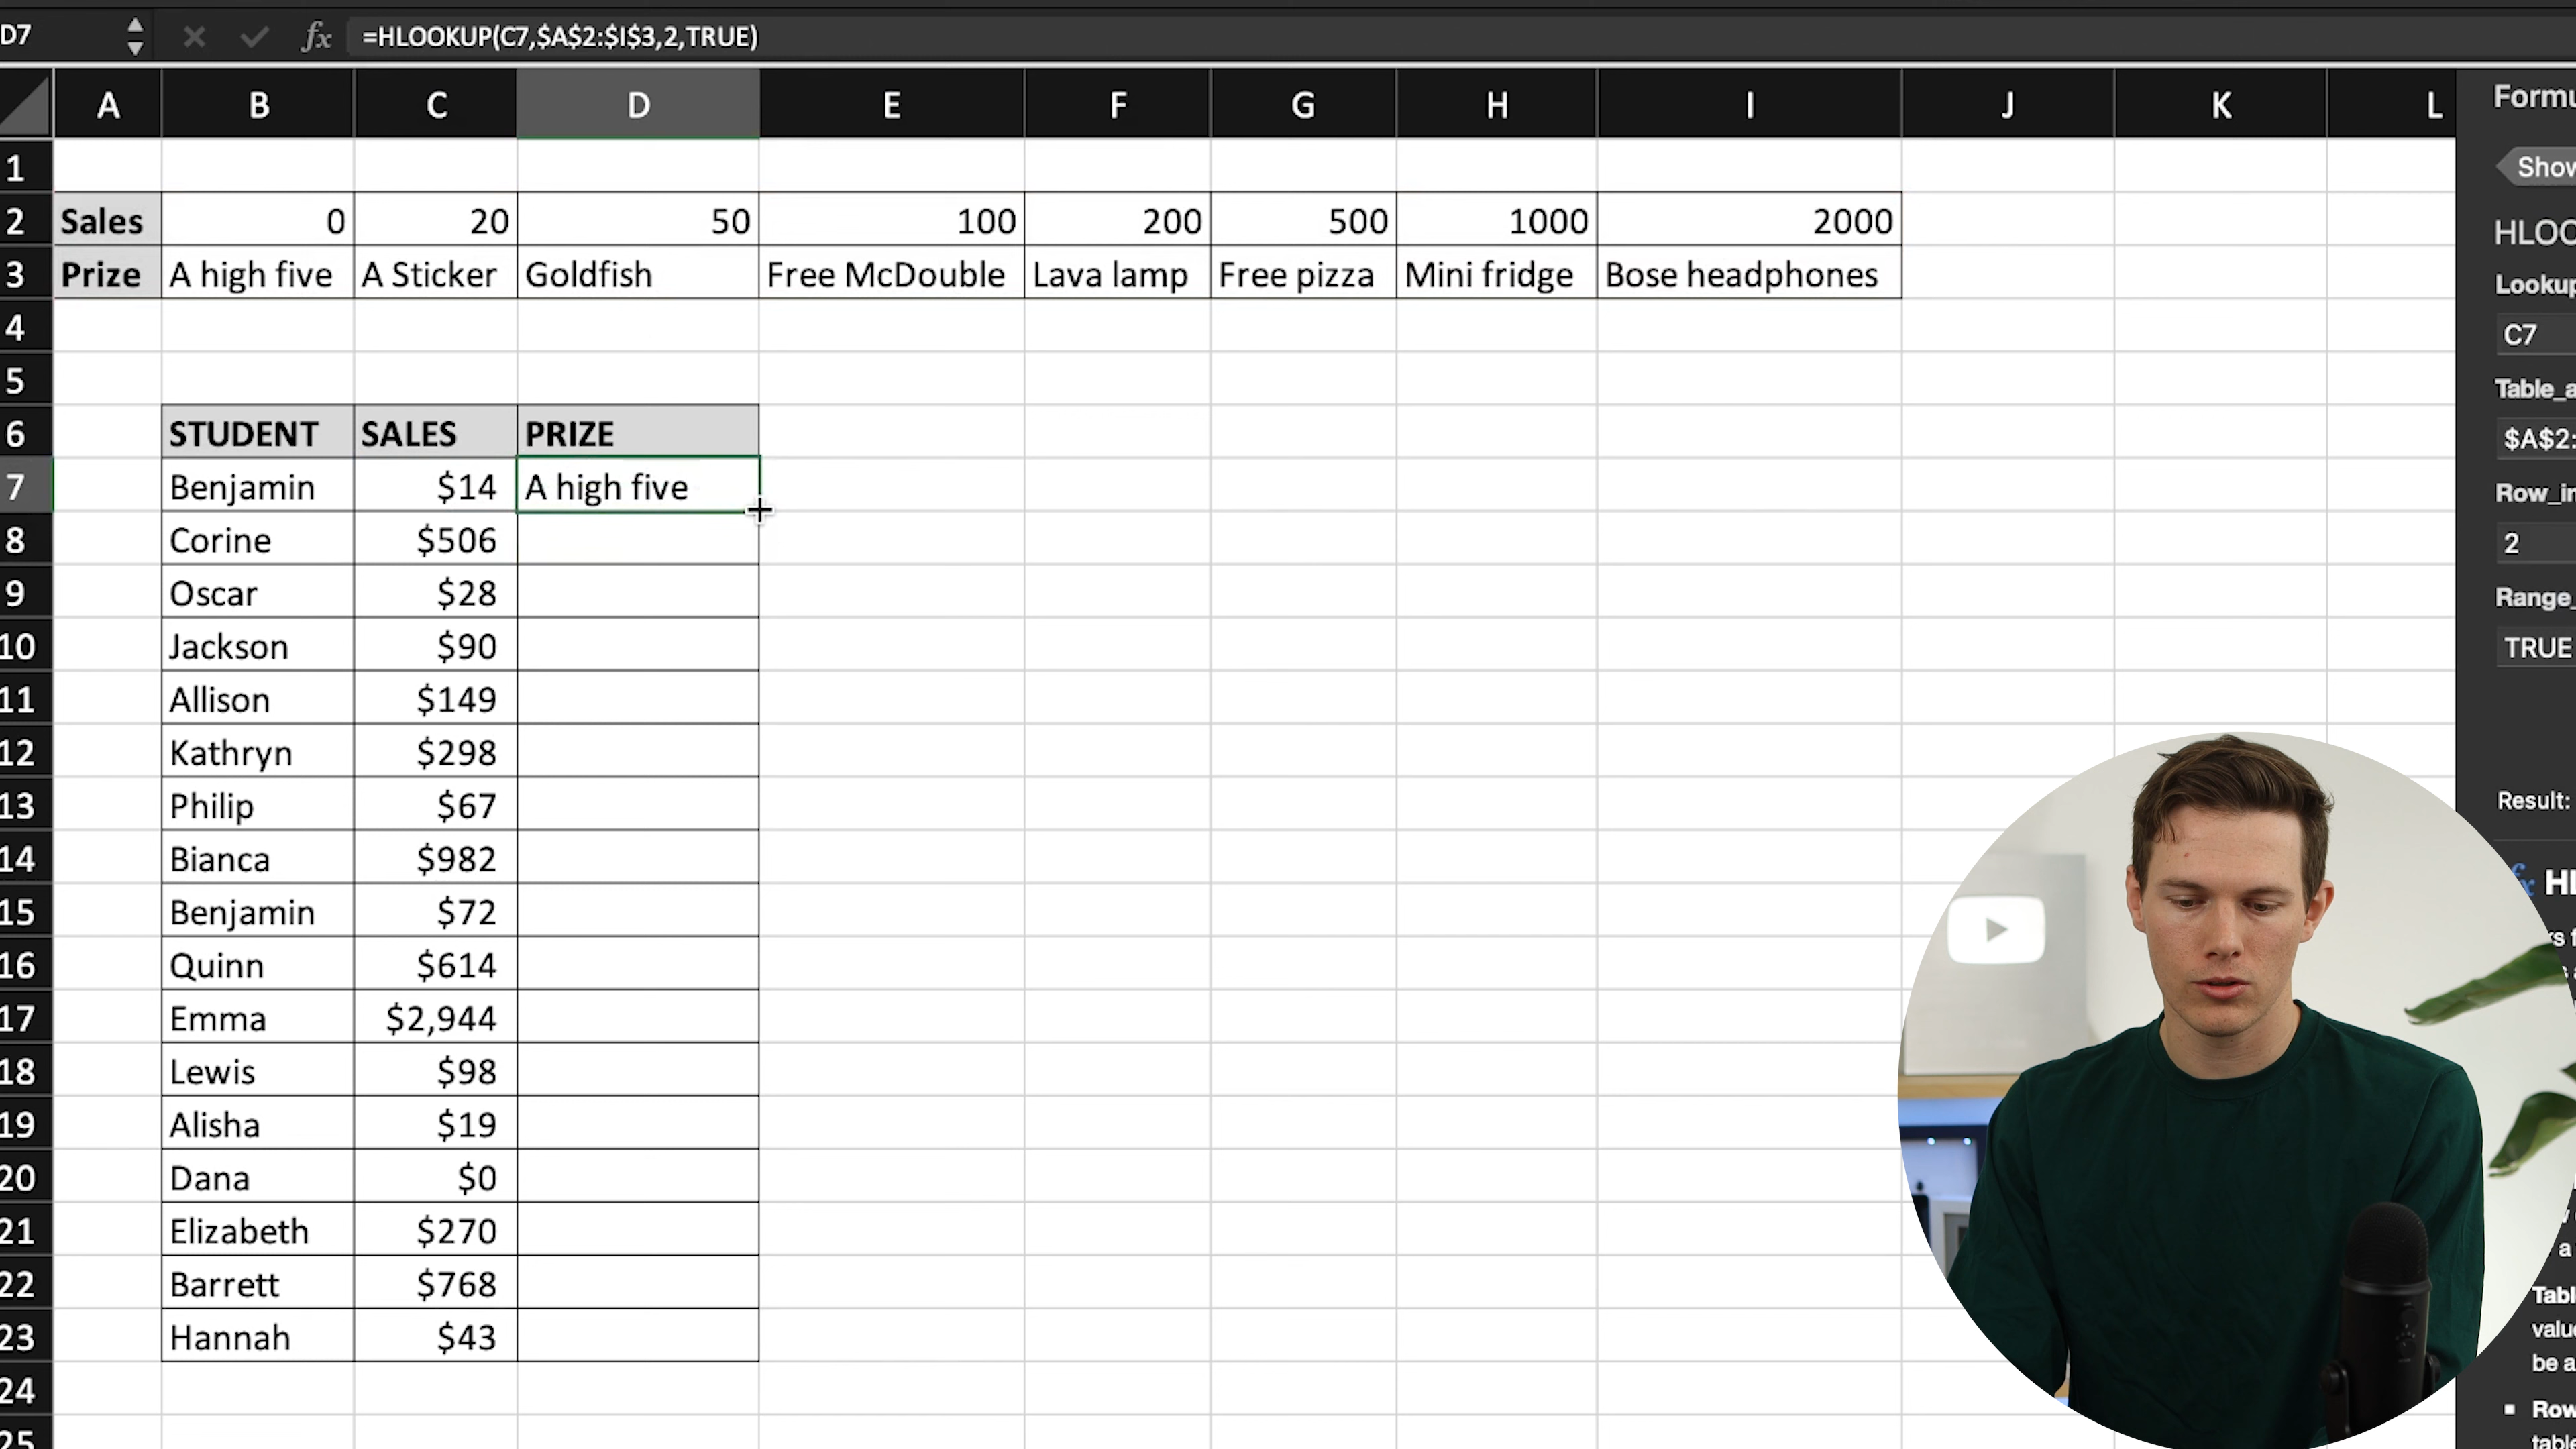 D7 fx =HLOOKUP(C7,$A$2:$I$3,2,TRUE)
A B C D E F G H I J K L
1
2 Sales 0 20 50 100 200 500 1000 2000
3 Prize A high five A Sticker Goldfish Free McDouble Lava lamp Free pizza Mini fridge Bose headphones
4
5
6 STUDENT SALES PRIZE
7 Benjamin $14 A high five
8 Corine $506
9 Oscar $28
10 Jackson $90
11 Allison $149
12 Kathryn $298
13 Philip $67
14 Bianca $982
15 Benjamin $72
16 Quinn $614
17 Emma $2,944
18 Lewis $98
19 Alisha $19
20 Dana $0
21 Elizabeth $270
22 Barrett $768
23 Hannah $43
24
25
Formu
Show
HLOO
Lookup
C7
Table_a
$A$2:
Row_in
2
Range_
TRUE
Result:
fx HL
Tabl
valu
be a
Row
table